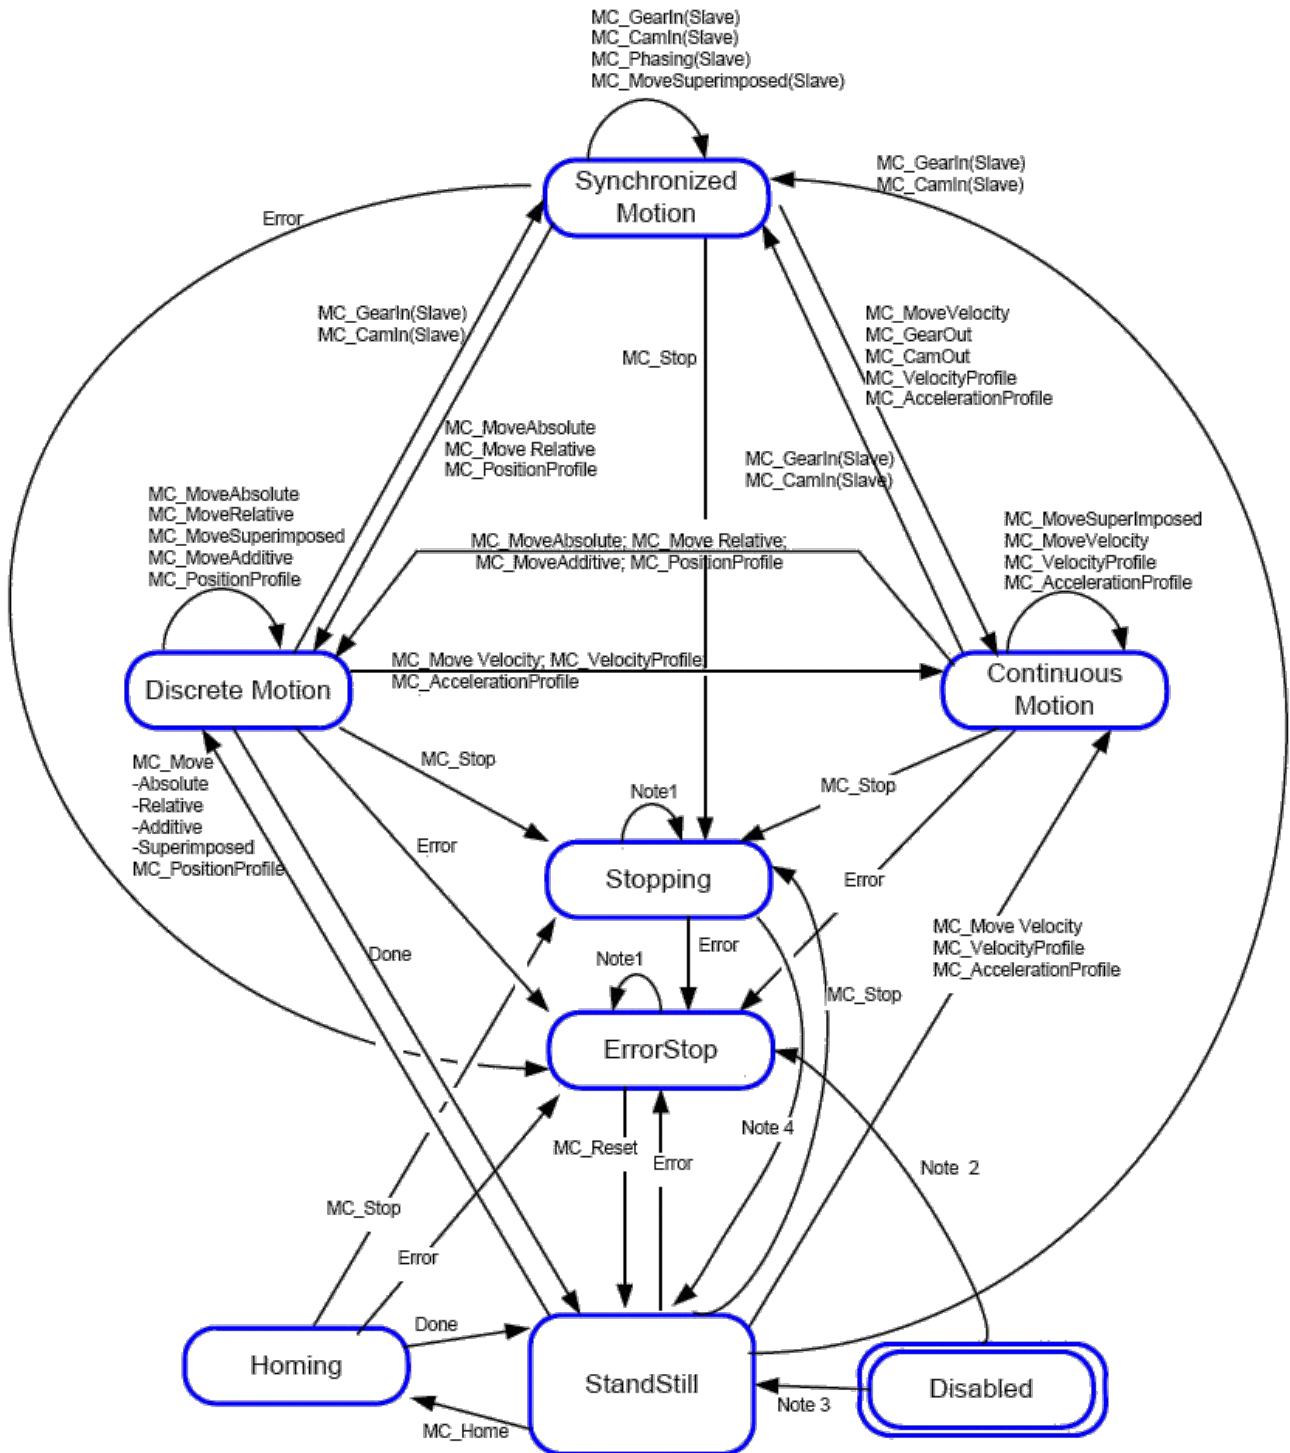 MC_GearIn(Slave)
MC_CamIn(Slave)
MC_Phasing(Slave)
MC_MoveSuperimposed(Slave)
MC_GearIn(Slave)
MC_CamIn(Slave)
Synchronized
Motion
Error
MC_GearIn(Slave)
MC_CamIn(Slave)
MC_Stop
MC_MoveVelocity
MC_GearOut
MC_CamOut
MC_VelocityProfile
MC_AccelerationProfile
MC_MoveAbsolute
MC_Move Relative
MC_PositionProfile
MC_GearIn(Slave)
MC_CamIn(Slave)
MC_MoveAbsolute
MC_MoveRelative
MC_MoveSuperimposed
MC_MoveAdditive
MC_PositionProfile
MC_MoveAbsolute; MC_Move Relative;
MC_MoveAdditive; MC_PositionProfile
MC_MoveSuperImposed
MC_MoveVelocity
MC_VelocityProfile
MC_AccelerationProfile
Discrete Motion
MC_Move Velocity; MC_VelocityProfile;
MC_AccelerationProfile
Continuous
Motion
MC_Move
-Absolute
-Relative
-Additive
-Superimposed
MC_PositionProfile
MC_Stop
Note1
MC_Stop
Error
Stopping
Error
Done
Error
Note1
MC_Move Velocity
MC_VelocityProfile
MC_AccelerationProfile
MC_Stop
ErrorStop
MC_Reset
Error
Note 4
Note 2
MC_Stop
Error
Done
Homing
StandStill
Disabled
Note 3
MC_Home